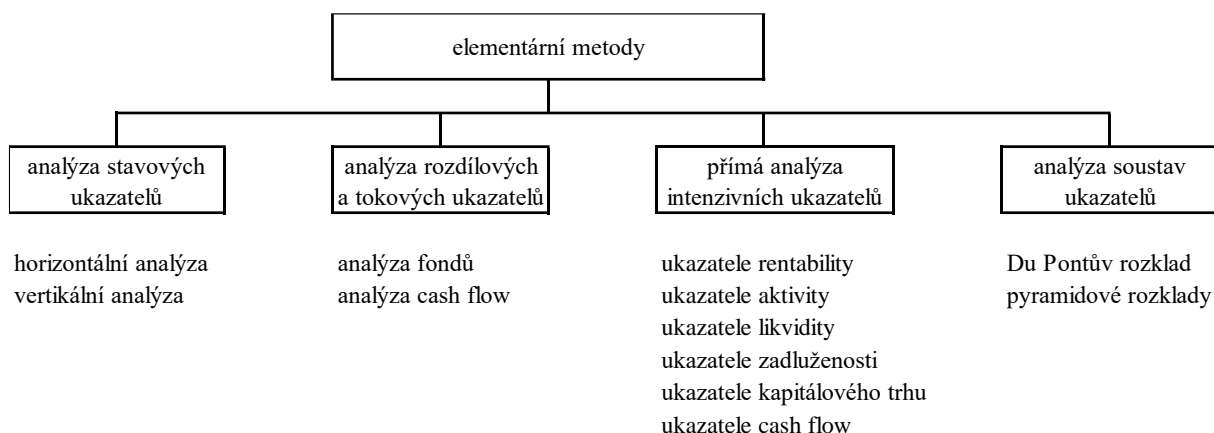 elementární metody
analýza stavových
ukazatelů
analýza rozdílových
a tokových ukazatelů
přímá analýza
intenzivních ukazatelů
analýza soustav
ukazatelů
horizontální analýza
vertikální analýza
analýza fondů
analýza cash flow
ukazatele rentability
ukazatele aktivity
ukazatele likvidity
ukazatele zadluženosti
ukazatele kapitálového trhu
ukazatele cash flow
Du Pontův rozklad
pyramidové rozklady